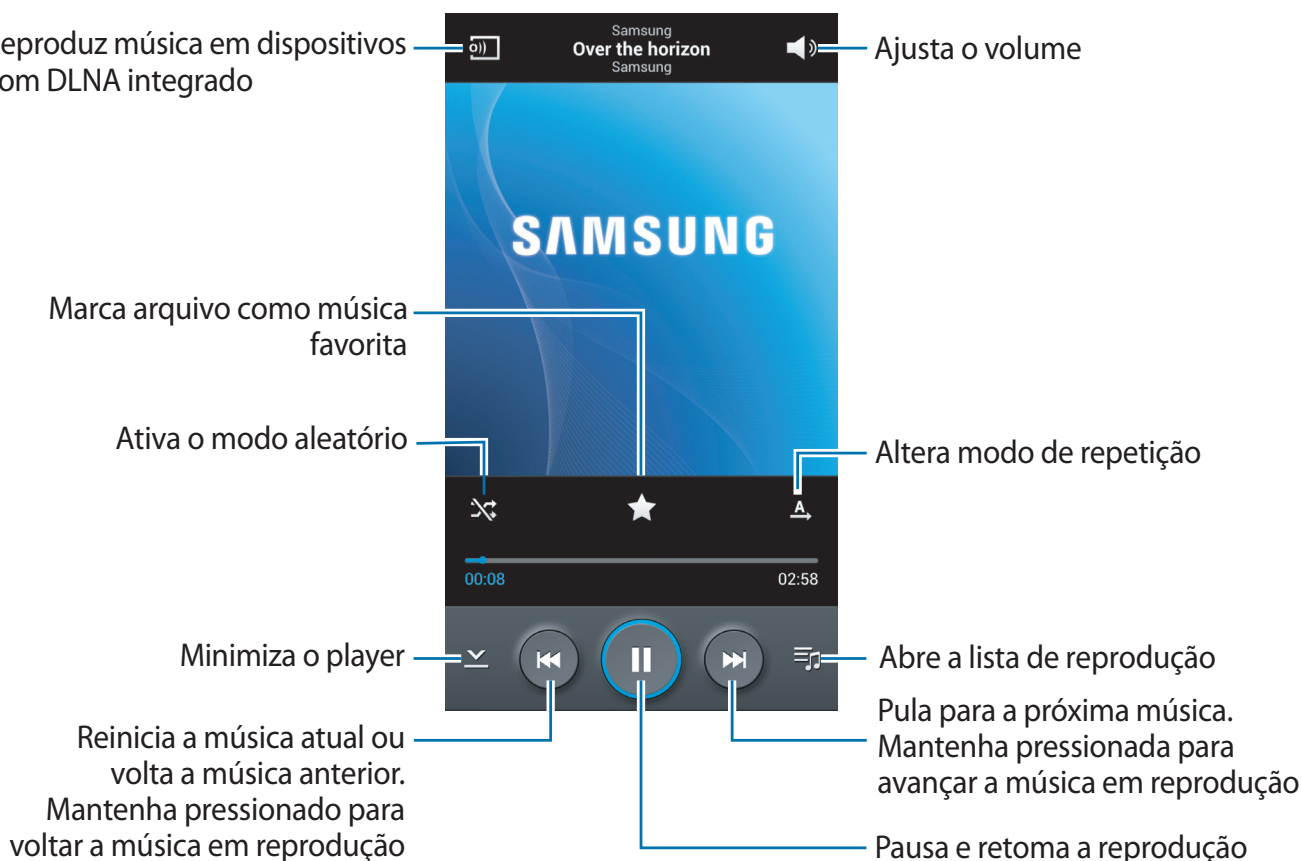 Samsung
Over the horizon
Samsung
eproduz música em dispositivos
om DLNA integrado
Ajusta o volume
SAMSUNG
Marca arquivo como música
favorita
Ativa o modo aleatório
Altera modo de repetição
A
00:08
02:58
Minimiza o player
Abre a lista de reprodução
Reinicia a música atual ou
volta a música anterior.
Mantenha pressionado para
voltar a música em reprodução
Pula para a próxima música.
Mantenha pressionada para
avançar a música em reprodução
Pausa e retoma a reprodução